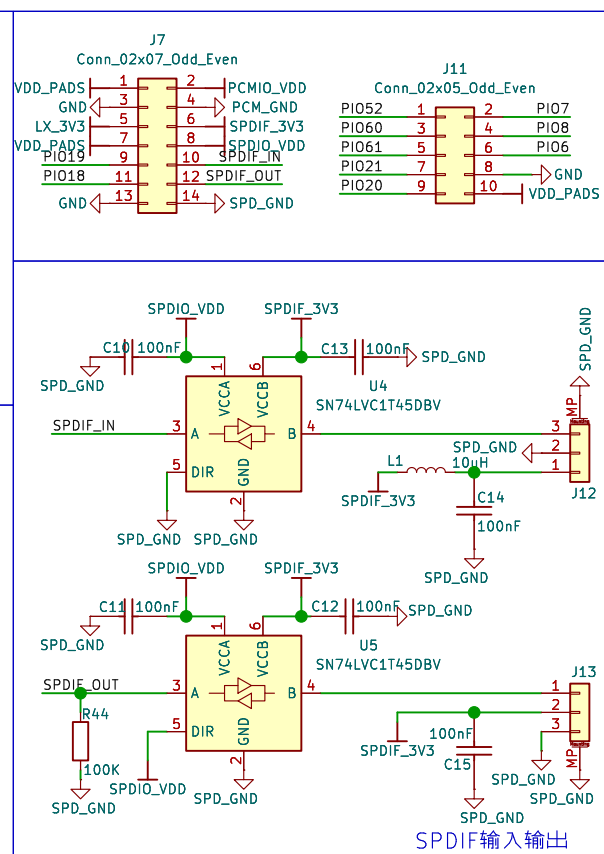 J7
Conn_02x07_Odd_Even
VDD_PADS 1 2 PCMIO_VDD
GND 3 4 PCM_GND
LX_3V3 5 6 SPDIF_3V3
VDD_PADS 7 8 SPDIO_VDD
PIO19 9 10 SPDIF_IN
PIO18 11 12 SPDIF_OUT
GND 13 14 SPD_GND
J11
Conn_02x05_Odd_Even
PIO52 1 2 PIO7
PIO60 3 4 PIO8
PIO61 5 6 PIO6
PIO21 7 8 GND
PIO20 9 10 VDD_PADS
SPDIO_VDD
SPDIF_3V3
C10 100nF
SPD_GND
C13 100nF
SPD_GND
1
6
VCCA
VCCB
U4
SN74LVC1T45DBV
SPDIF_IN
3 A
B 4
5 DIR
GND
2
SPD_GND
SPD_GND
SPD_GND
MP
3
2
1
SPD_GND
J12
L1
10uH
SPDIF_3V3
C14
100nF
SPD_GND
SPDIO_VDD
SPDIF_3V3
C11 100nF
SPD_GND
C12 100nF
SPD_GND
1
6
VCCA
VCCB
U5
SN74LVC1T45DBV
SPDIF_OUT
3 A
B 4
5 DIR
GND
2
R44
100K
SPD_GND
SPDIO_VDD
SPD_GND
J13
1
2
3
MP
SPDIF_3V3
100nF
C15
SPD_GND
SPD_GND
SPD_GND
SPDIF输入输出